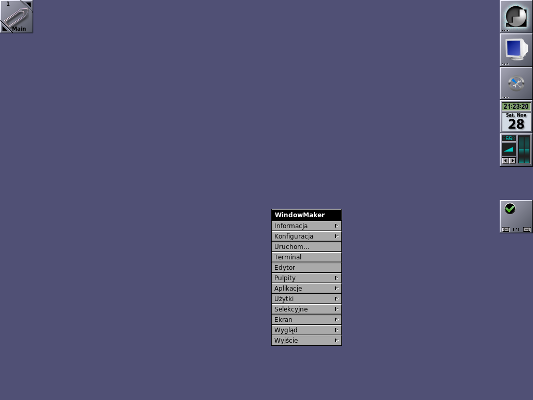 1
Main
21:23:20
Sat, Nov
28
WindowMaker
Informacja
Konfiguracja
Uruchom...
Terminal
Edytor
Pulpity
Aplikacje
Użytki
Selekcyjne
Ekran
Wygląd
Wyjście